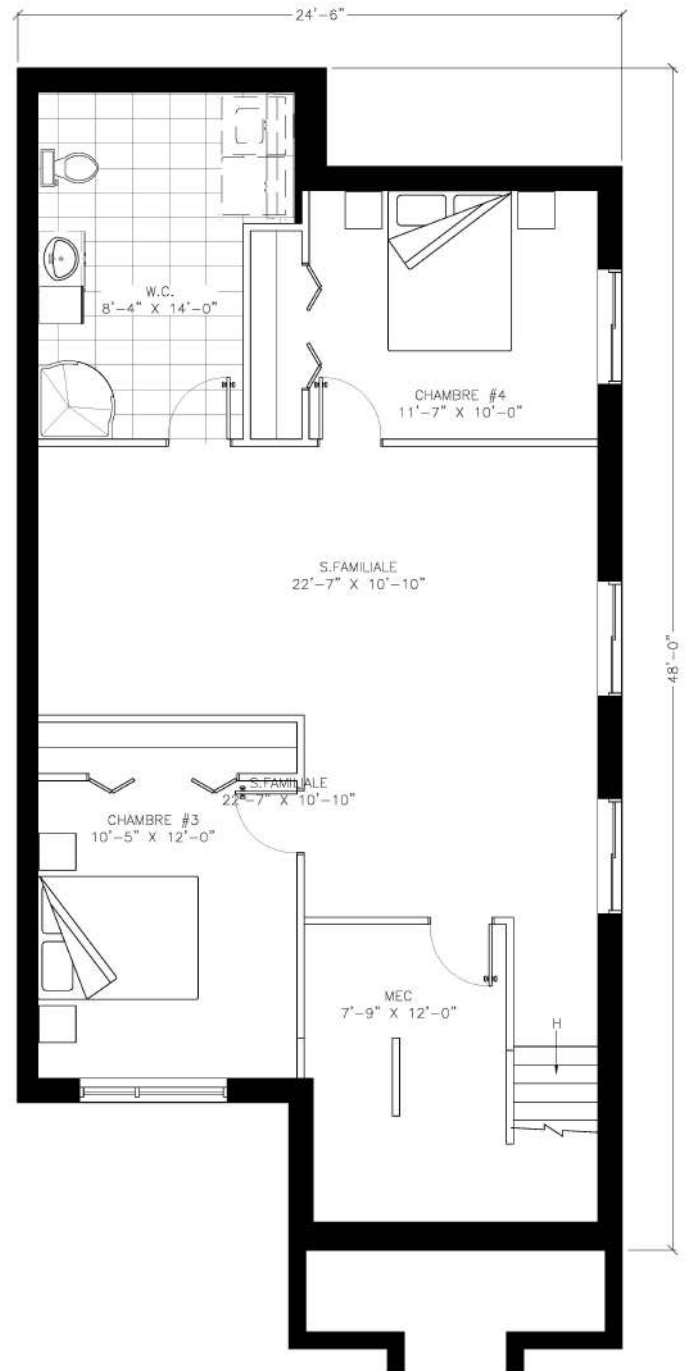 24'-6"
W.C.
8'-4" X 14'-0"
CHAMBRE #4
11'-7" X 10'-0"
S.FAMILIALE
22'-7" X 10'-10"
48'-0"
S.FAMILIALE
22'-7" X 10'-10"
CHAMBRE #3
10'-5" X 12'-0"
MEC
7'-9" X 12'-0"
H